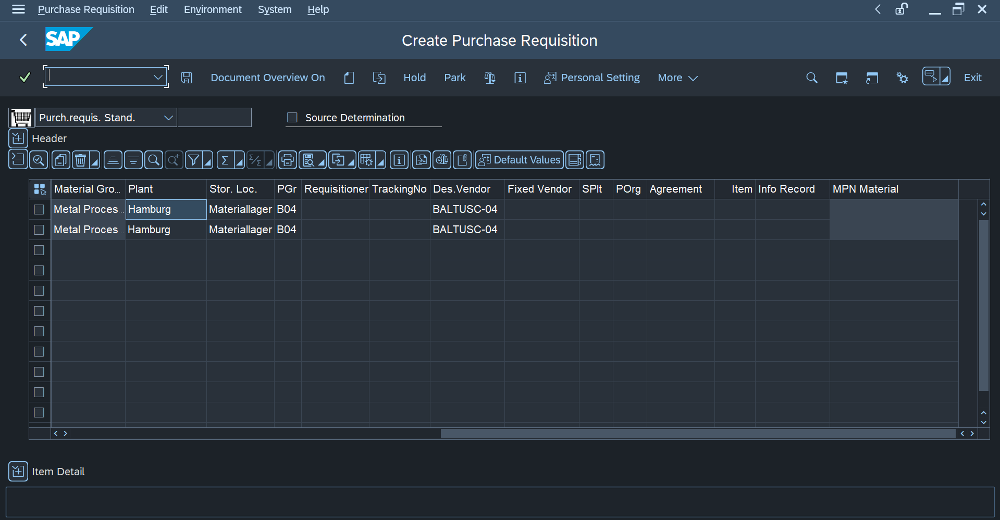 Purchase Requisition Edit Environment System Help
SAP Create Purchase Requisition
Document Overview On Hold Park Personal Setting More Exit
Purch.requis. Stand. Source Determination
Header
Default Values
Material Gro... Plant Stor. Loc. PGr Requisitioner TrackingNo Des.Vendor Fixed Vendor SPlt POrg Agreement Item Info Record MPN Material
Metal Proces... Hamburg Materiallager B04 BALTUSC-04
Metal Proces... Hamburg Materiallager B04 BALTUSC-04
Item Detail